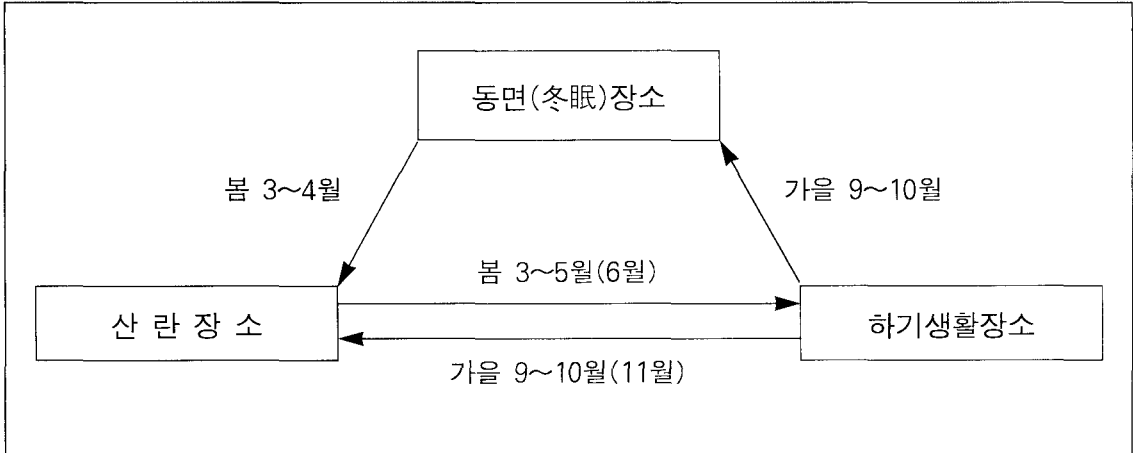 동면(冬眠)장소
봄 3～4월
가을 9～10월
봄 3～5월(6월)
산 란 장 소
하기생활장소
가을 9～10월(11월)